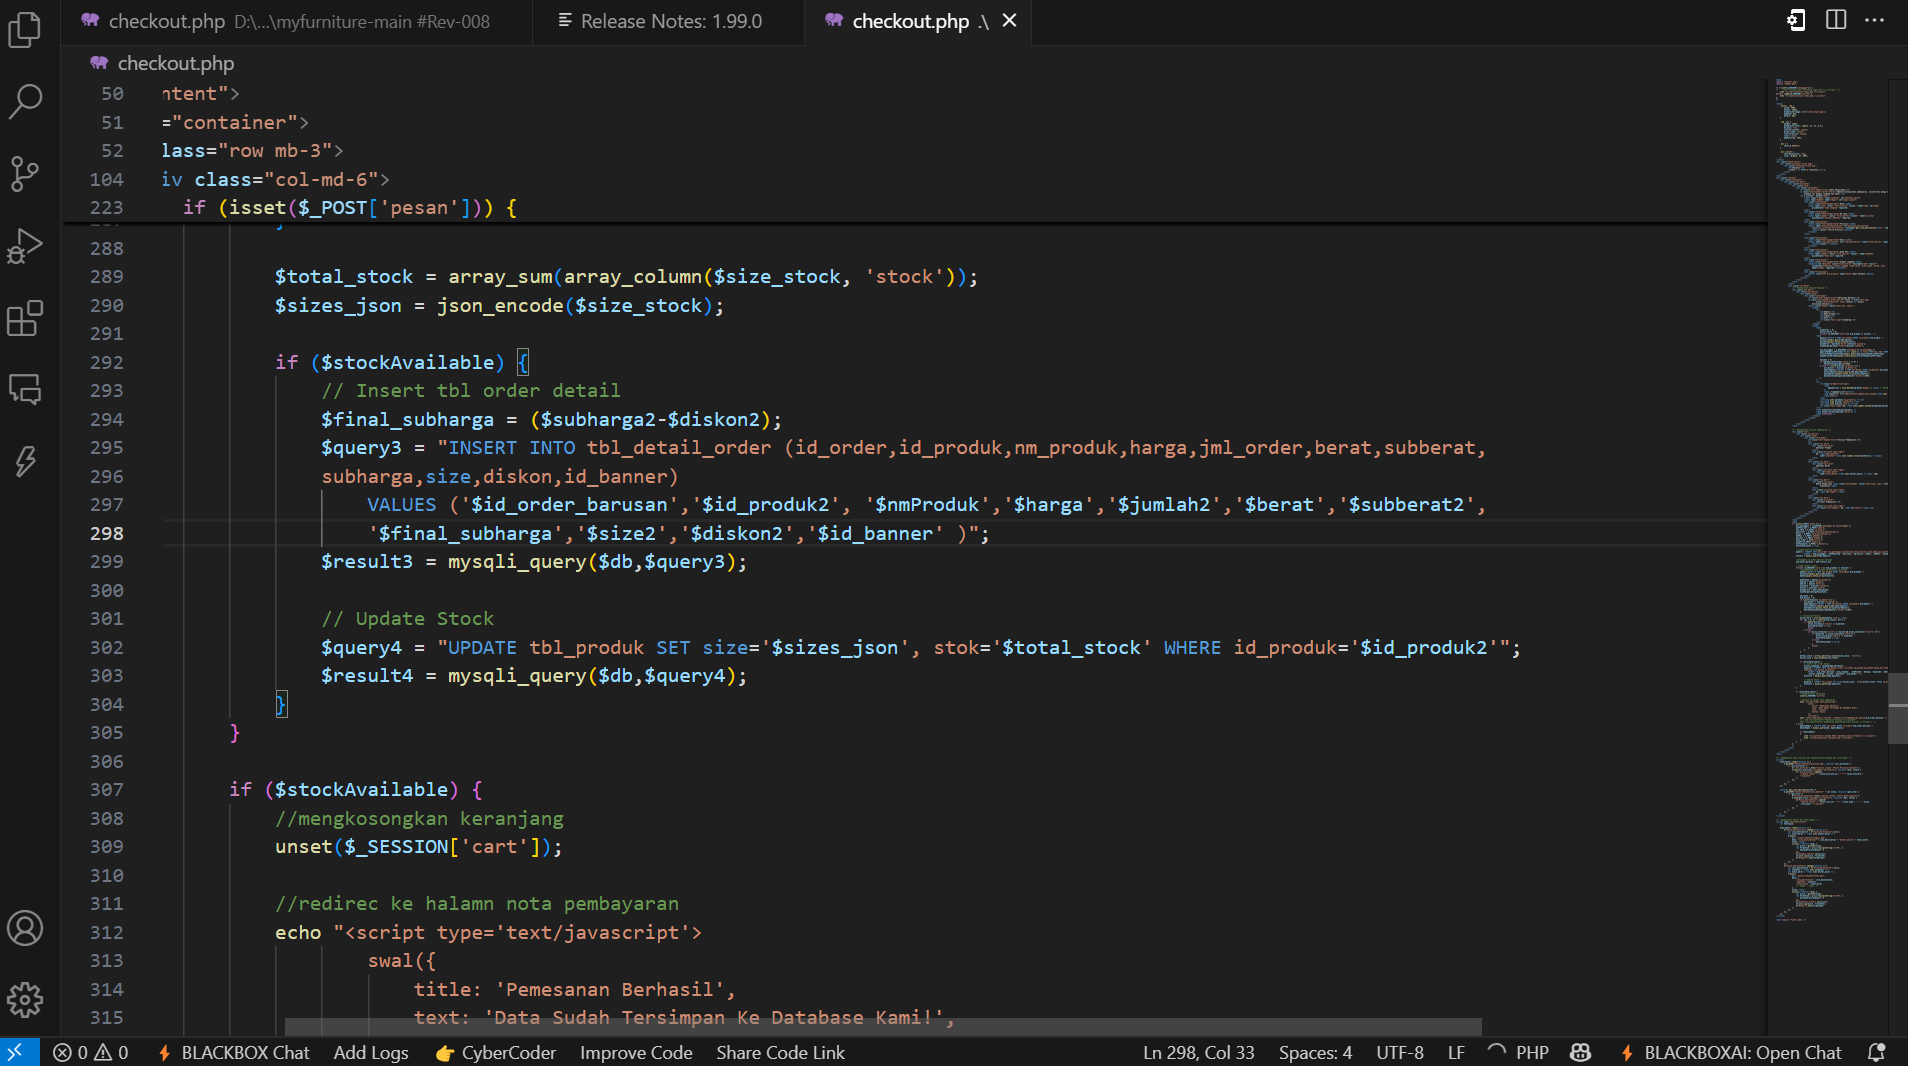 checkout.php D:\...\myfurniture-main #Rev-008
Release Notes: 1.99.0
checkout.php .\
checkout.php
50 ntent">
51 ="container">
52 lass="row mb-3">
104 iv class="col-md-6">
223 if (isset($_POST['pesan'])) {
288
289 $total_stock = array_sum(array_column($size_stock, 'stock'));
290 $sizes_json = json_encode($size_stock);
291
292 if ($stockAvailable) {
293 // Insert tbl order detail
294 $final_subharga = ($subharga2-$diskon2);
295 $query3 = "INSERT INTO tbl_detail_order (id_order,id_produk,nm_produk,harga,jml_order,berat,subberat,
296 subharga,size,diskon,id_banner)
297 VALUES ('$id_order_barusan','$id_produk2', '$nmProduk','$harga','$jumlah2','$berat','$subberat2',
298 '$final_subharga','$size2','$diskon2','$id_banner' )";
299 $result3 = mysqli_query($db,$query3);
300
301 // Update Stock
302 $query4 = "UPDATE tbl_produk SET size='$sizes_json', stok='$total_stock' WHERE id_produk='$id_produk2'";
303 $result4 = mysqli_query($db,$query4);
304 }
305 }
306
307 if ($stockAvailable) {
308 //mengkosongkan keranjang
309 unset($_SESSION['cart']);
310
311 //redirec ke halamn nota pembayaran
312 echo "<script type='text/javascript'>
313 swal({
314 title: 'Pemesanan Berhasil',
315 text: 'Data Sudah Tersimpan Ke Database Kami!',
0 0 BLACKBOX Chat Add Logs CyberCoder Improve Code Share Code Link Ln 298, Col 33 Spaces: 4 UTF-8 LF PHP BLACKBOXAI: Open Chat